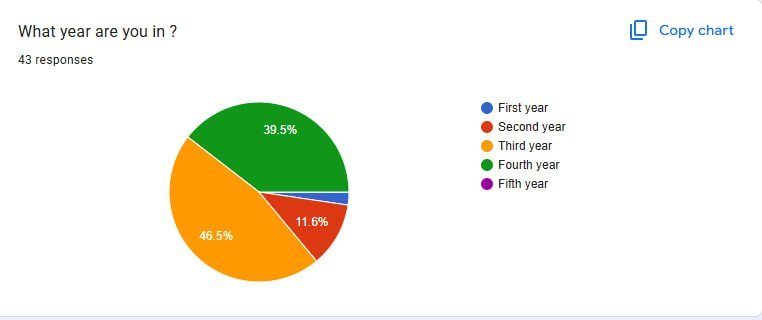 What year are you in ?
Copy chart
43 responses
39.5%
11.6%
46.5%
First year
Second year
Third year
Fourth year
Fifth year